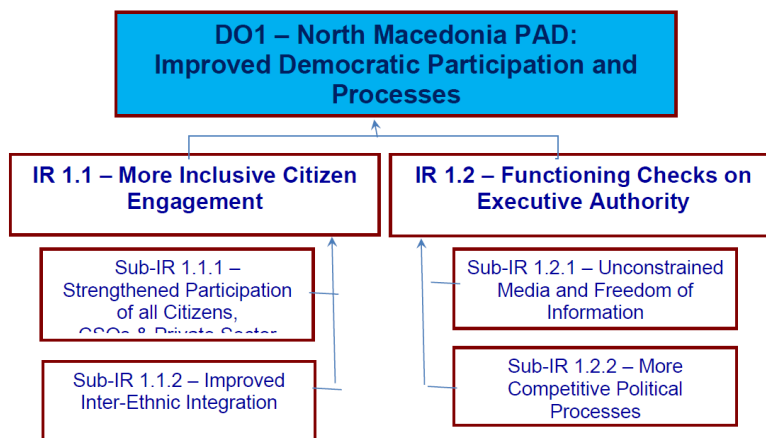 DO1 – North Macedonia PAD:
Improved Democratic Participation and
Processes
IR 1.1 – More Inclusive Citizen
Engagement
IR 1.2 – Functioning Checks on
Executive Authority
Sub-IR 1.1.1 –
Strengthened Participation
of all Citizens,
CSOs & Private Sector
Sub-IR 1.1.2 – Improved
Inter-Ethnic Integration
Sub-IR 1.2.1 – Unconstrained
Media and Freedom of
Information
Sub-IR 1.2.2 – More
Competitive Political
Processes